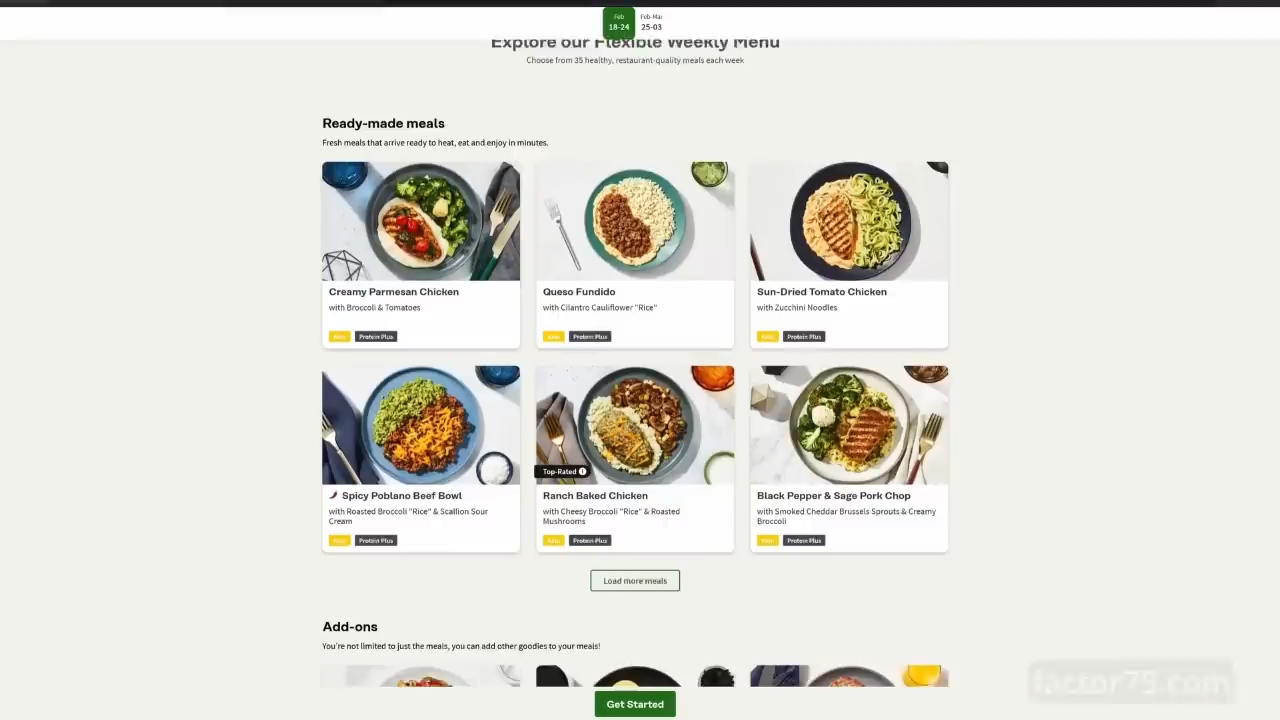 Feb
18-24
Feb-Mar
25-03
Explore our Flexible Weekly Menu
Choose from 35 healthy, restaurant-quality meals each week
Ready-made meals
Fresh meals that arrive ready to heat, eat and enjoy in minutes.
Creamy Parmesan Chicken
with Broccoli & Tomatoes
Keto Protein Plus
Queso Fundido
with Cilantro Cauliflower "Rice"
Keto Protein Plus
Sun-Dried Tomato Chicken
with Zucchini Noodles
Keto Protein Plus
Spicy Poblano Beef Bowl
with Roasted Broccoli "Rice" & Scallion Sour
Cream
Keto Protein Plus
Top-Rated
Ranch Baked Chicken
with Cheesy Broccoli "Rice" & Roasted
Mushrooms
Keto Protein Plus
Black Pepper & Sage Pork Chop
with Smoked Cheddar Brussels Sprouts & Creamy
Broccoli
Keto Protein Plus
Load more meals
Add-ons
You're not limited to just the meals, you can add other goodies to your meals!
Get Started
factor75.com